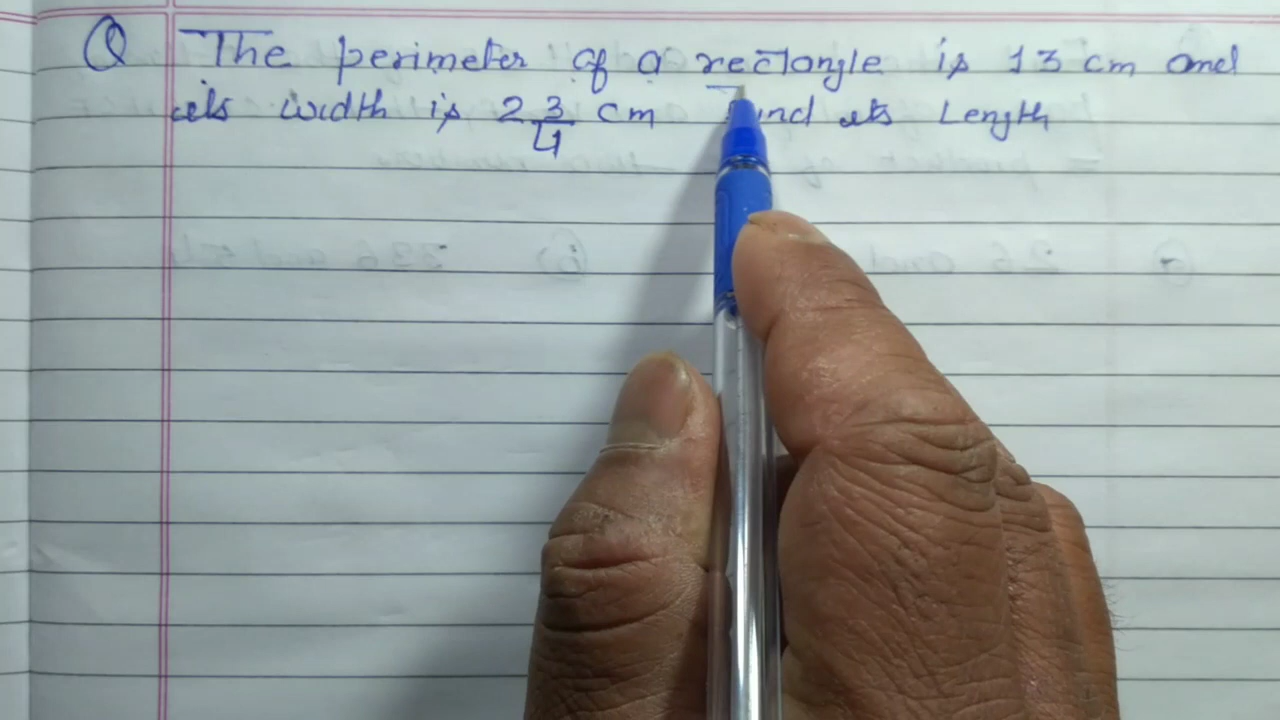 Q The perimeter of a rectangle is 13 cm and
its width is 2 3/4 cm Find its Length